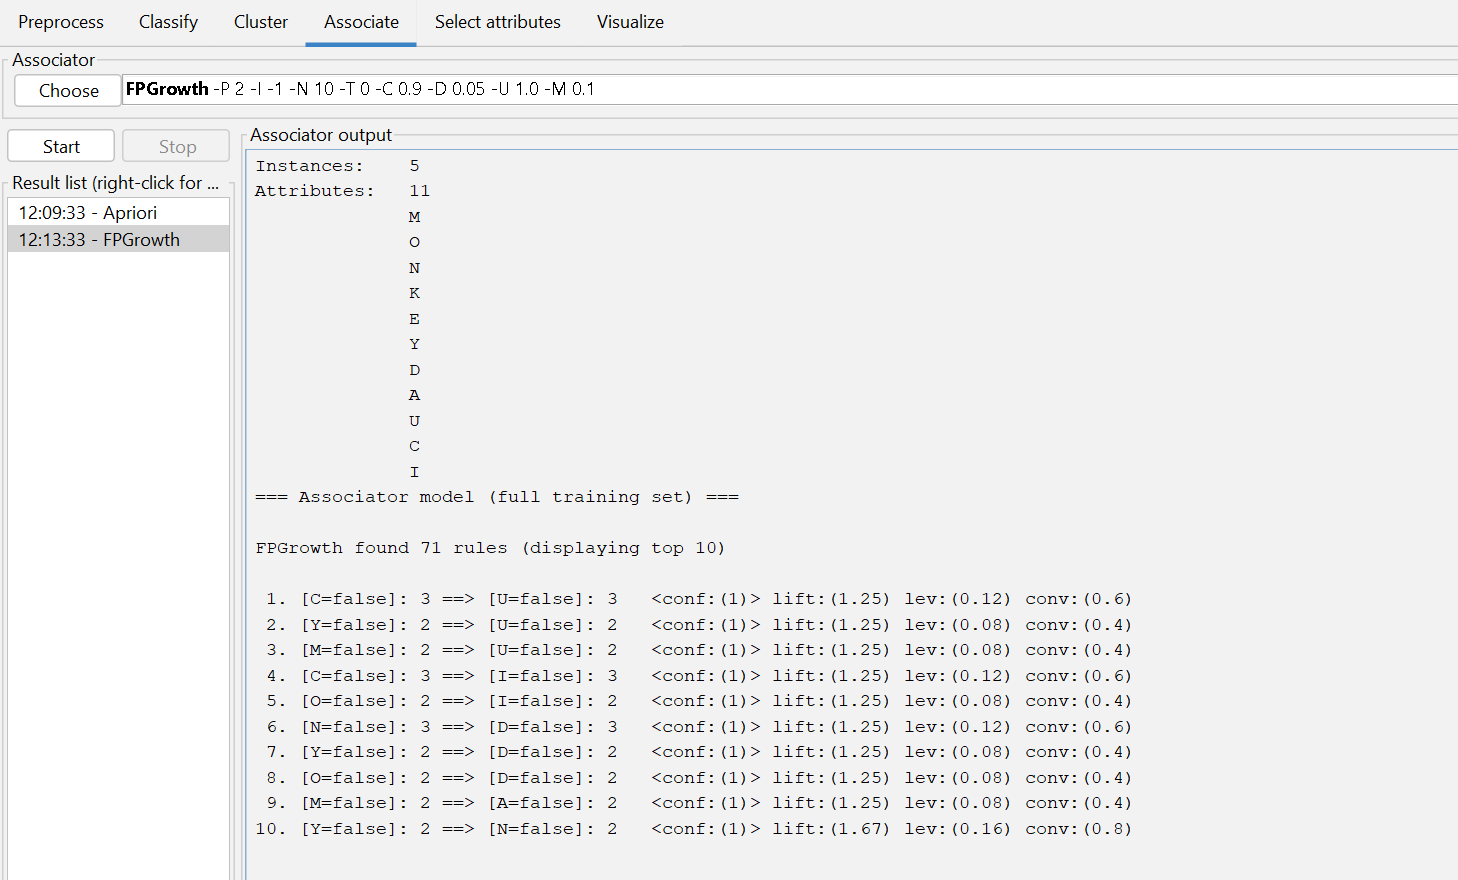 Preprocess Classify Cluster Associate Select attributes Visualize
Associator
Choose FPGrowth -P 2 -I -1 -N 10 -T 0 -C 0.9 -D 0.05 -U 1.0 -M 0.1
Start Stop
Result list (right-click for ...
12:09:33 - Apriori
12:13:33 - FPGrowth
Associator output
Instances: 5
Attributes: 11
M
O
N
K
E
Y
D
A
U
C
I
=== Associator model (full training set) ===
FPGrowth found 71 rules (displaying top 10)
1. [C=false]: 3 ==> [U=false]: 3 <conf:(1)> lift:(1.25) lev:(0.12) conv:(0.6)
2. [Y=false]: 2 ==> [U=false]: 2 <conf:(1)> lift:(1.25) lev:(0.08) conv:(0.4)
3. [M=false]: 2 ==> [U=false]: 2 <conf:(1)> lift:(1.25) lev:(0.08) conv:(0.4)
4. [C=false]: 3 ==> [I=false]: 3 <conf:(1)> lift:(1.25) lev:(0.12) conv:(0.6)
5. [O=false]: 2 ==> [I=false]: 2 <conf:(1)> lift:(1.25) lev:(0.08) conv:(0.4)
6. [N=false]: 3 ==> [D=false]: 3 <conf:(1)> lift:(1.25) lev:(0.12) conv:(0.6)
7. [Y=false]: 2 ==> [D=false]: 2 <conf:(1)> lift:(1.25) lev:(0.08) conv:(0.4)
8. [O=false]: 2 ==> [D=false]: 2 <conf:(1)> lift:(1.25) lev:(0.08) conv:(0.4)
9. [M=false]: 2 ==> [A=false]: 2 <conf:(1)> lift:(1.25) lev:(0.08) conv:(0.4)
10. [Y=false]: 2 ==> [N=false]: 2 <conf:(1)> lift:(1.67) lev:(0.16) conv:(0.8)